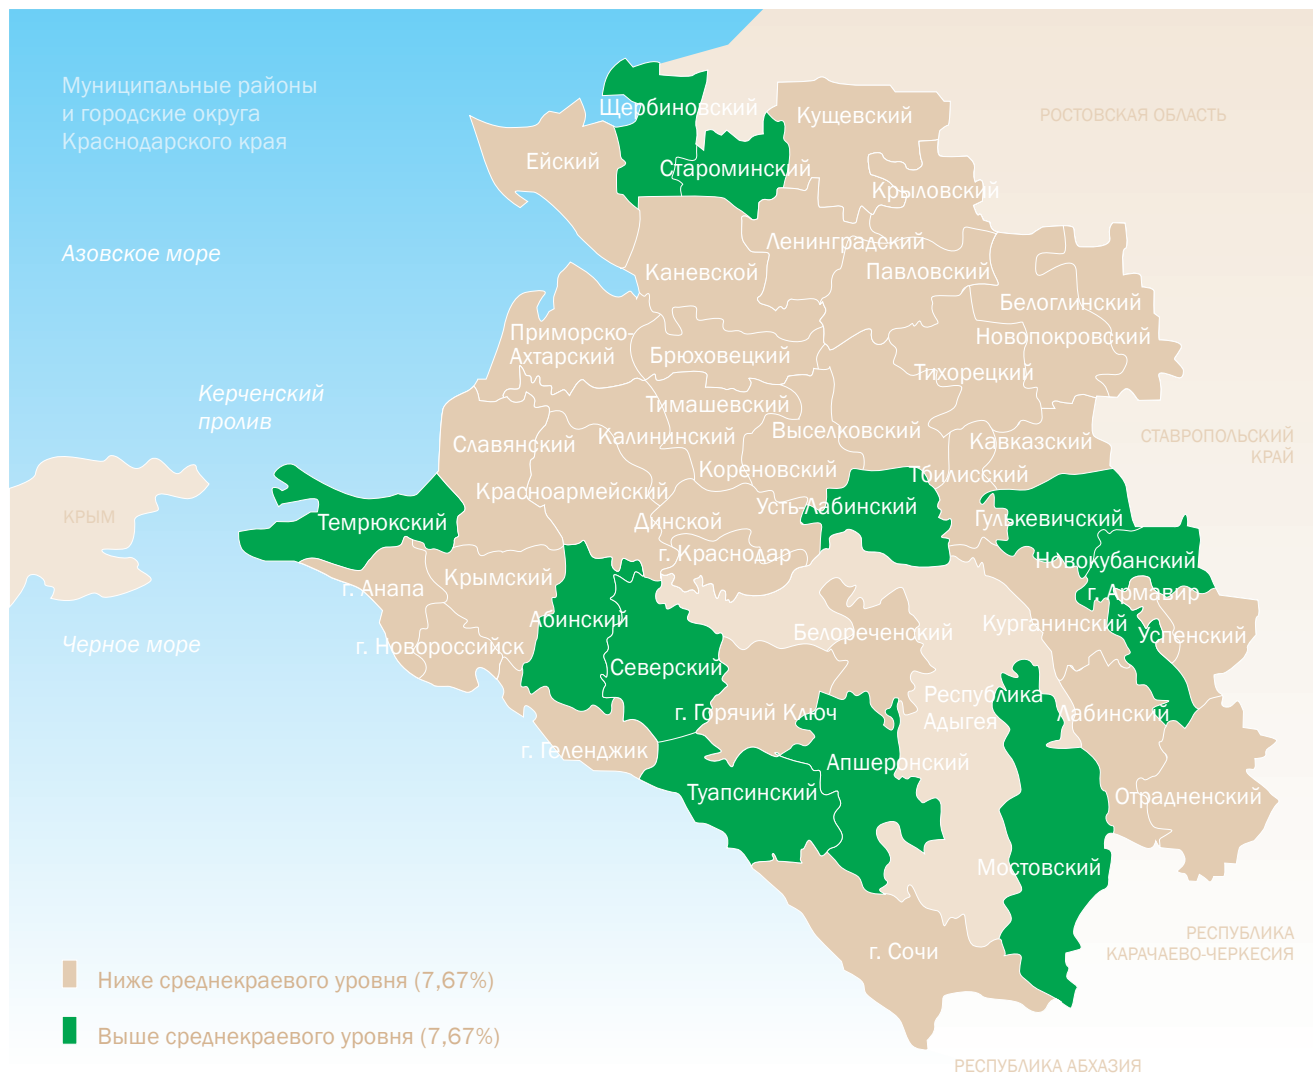 Муниципальные районы
и городские округа
Краснодарского края
Щербиновский
Кущевский
РОСТОВСКАЯ ОБЛАСТЬ
Ейский
Староминский
Крыловский
Азовское море
Ленинградский
Каневской
Павловский
Белоглинский
Приморско-
Ахтарский
Новопокровский
Брюховецкий
Тихорецкий
Керченский
пролив
Тимашевский
Славянский
Калининский
Выселковский
Кавказский
СТАВРОПОЛЬСКИЙ
КРАЙ
Кореновский
Тбилисский
Красноармейский
Усть-Лабинский
КРЫМ
Темрюкский
Динской
Гулькевичский
г. Краснодар
Новокубанский
г. Анапа
Крымский
г. Армавир
Абинский
Белореченский
Курганинский
Успенский
Черное море
г. Новороссийск
Северский
Республика
Адыгея
г. Горячий Ключ
Лабинский
г. Геленджик
Апшеронский
Туапсинский
Отрадненский
Мостовский
РЕСПУБЛИКА
КАРАЧАЕВО-ЧЕРКЕСИЯ
г. Сочи
Ниже среднекраевого уровня (7,67%)
Выше среднекраевого уровня (7,67%)
РЕСПУБЛИКА АБХАЗИЯ